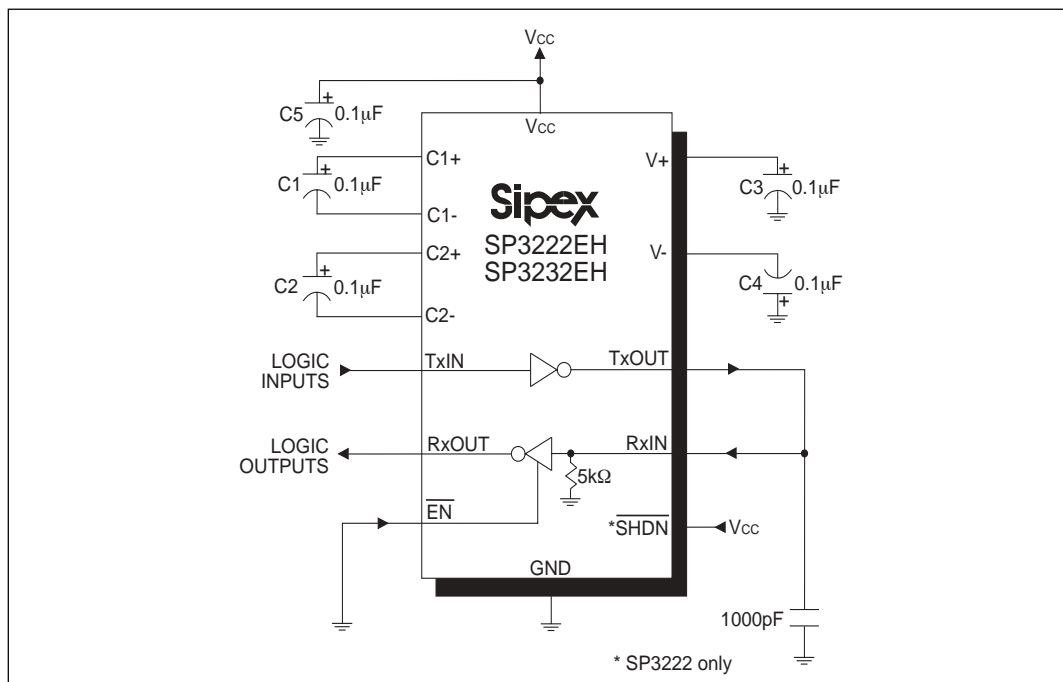 Vcc
C5
+
0.1µF
Vcc
C1
+
0.1µF
C1+
C1-
C2
+
0.1µF
C2+
C2-
V+
C3
+
0.1µF
V-
C4
+
0.1µF
Sipex
SP3222EH
SP3232EH
LOGIC
INPUTS
TxIN
TxOUT
LOGIC
OUTPUTS
RxOUT
RxIN
5kΩ
EN
*SHDN
Vcc
GND
1000pF
* SP3222 only